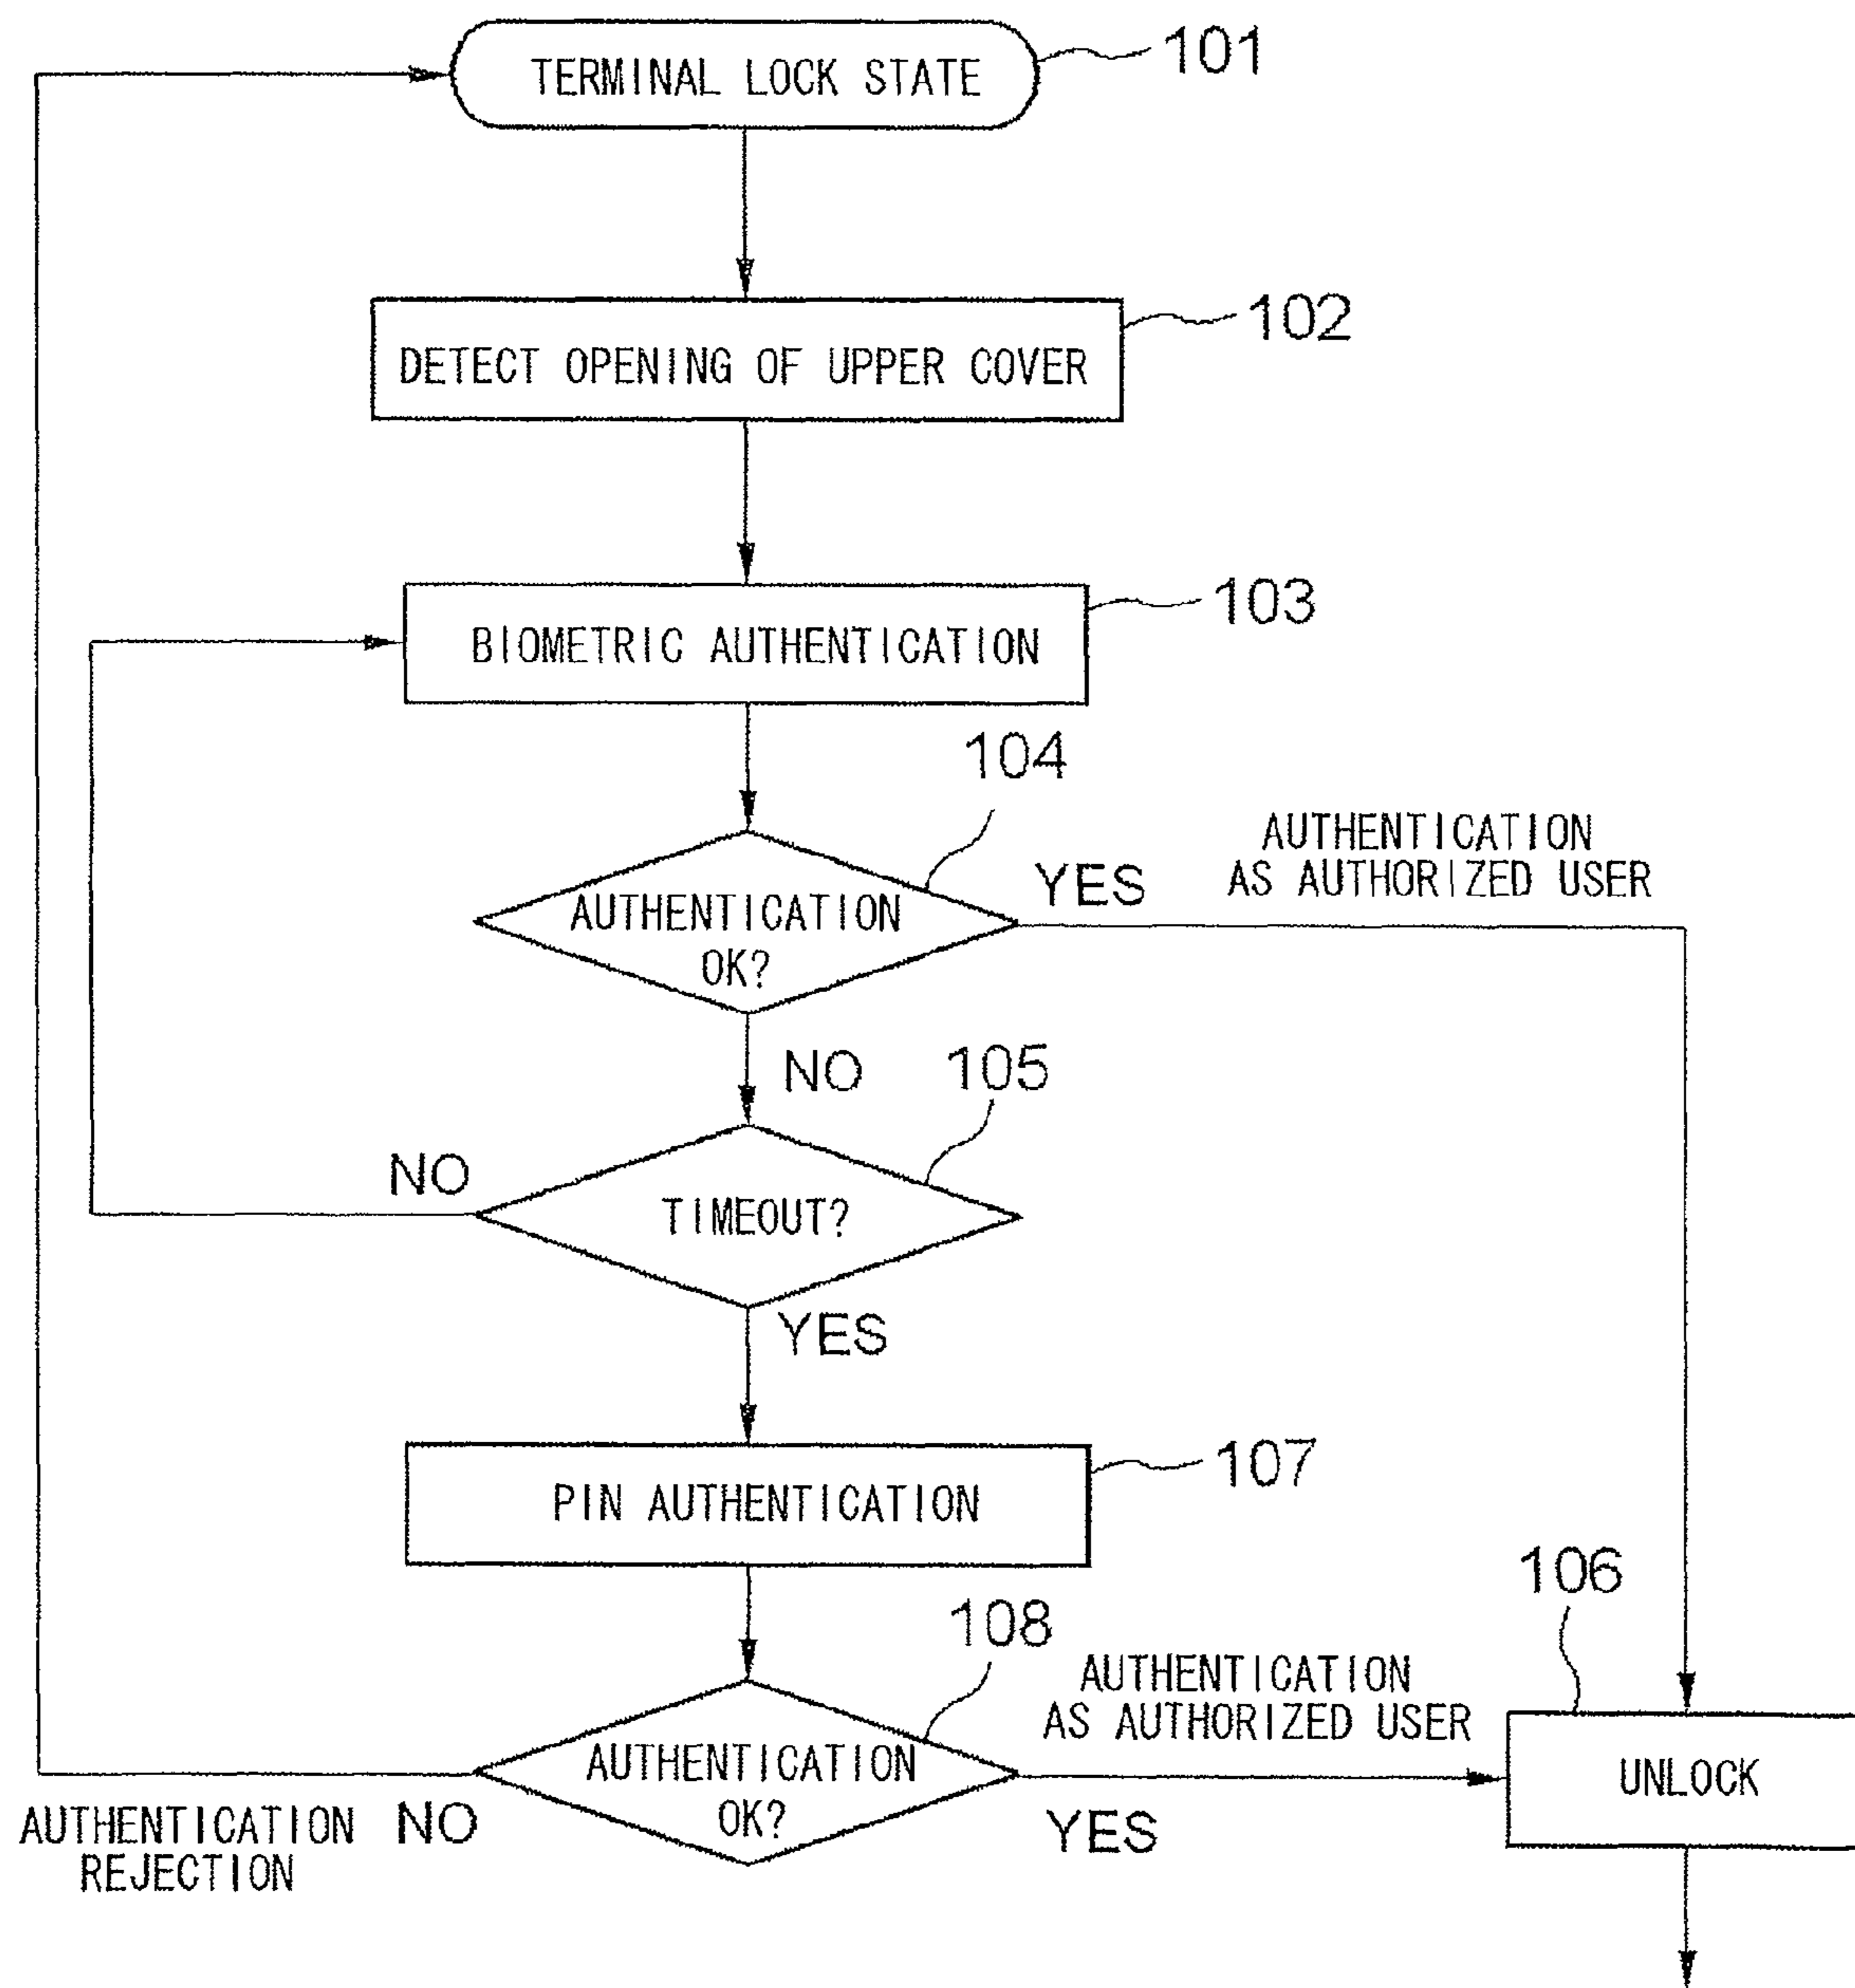 TERMINAL LOCK STATE
101
DETECT OPENING OF UPPER COVER
102
BIOMETRIC AUTHENTICATION
103
104
AUTHENTICATION
OK?
YES
AUTHENTICATION
AS AUTHORIZED USER
NO
105
TIMEOUT?
NO
YES
PIN AUTHENTICATION
107
108
AUTHENTICATION
OK?
AUTHENTICATION
AS AUTHORIZED USER
YES
106
UNLOCK
AUTHENTICATION
REJECTION
NO